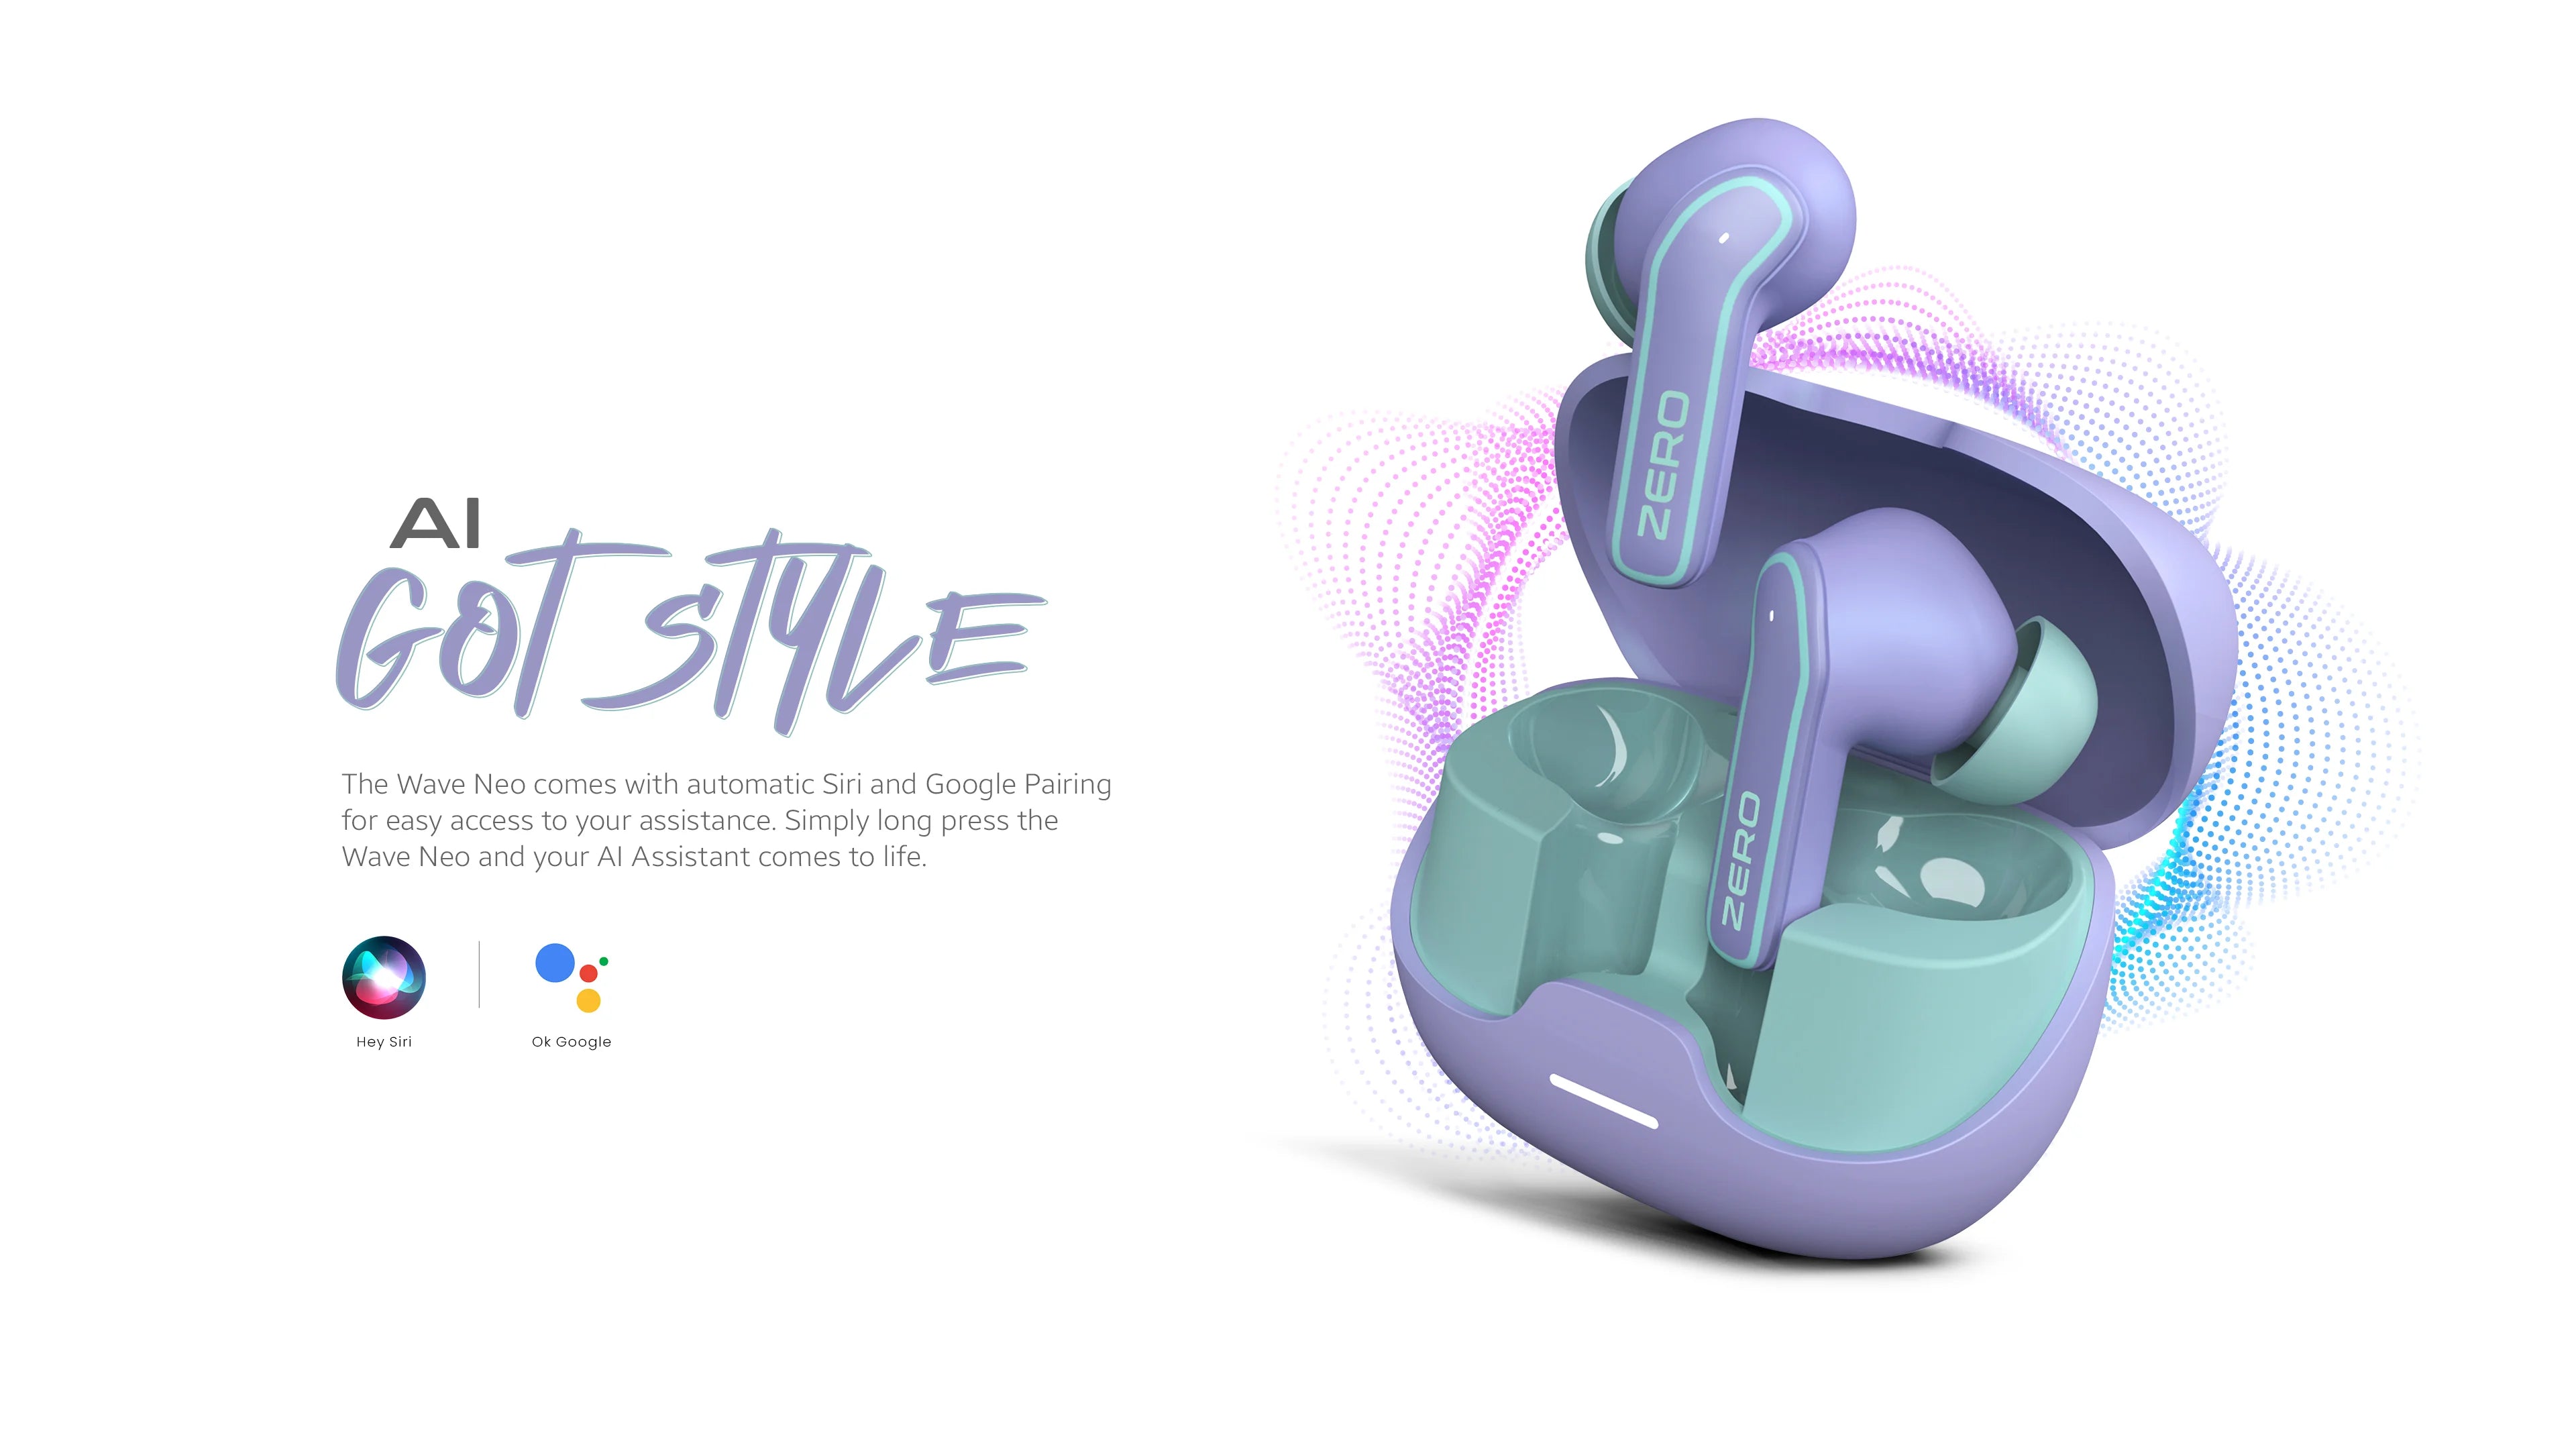 AI
GOT STYLE
The Wave Neo comes with automatic Siri and Google Pairing
for easy access to your assistance. Simply long press the
Wave Neo and your AI Assistant comes to life.
Hey Siri
Ok Google
ZERO
ZERO